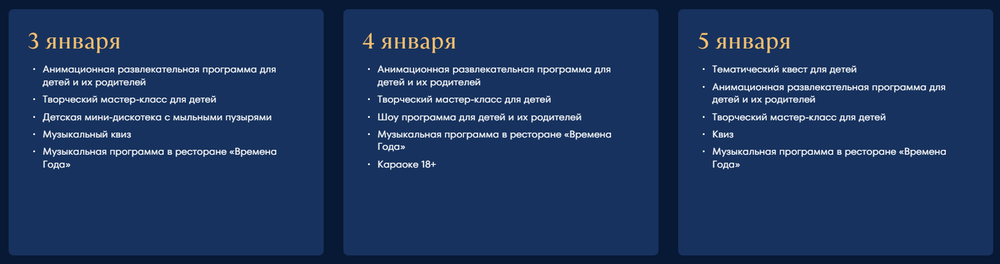 3 января
• Анимационная развлекательная программа для
детей и их родителей
• Творческий мастер-класс для детей
• Детская мини-дискотека с мыльными пузырями
• Музыкальный квиз
• Музыкальная программа в ресторане «Времена
Года»
4 января
• Анимационная развлекательная программа для
детей и их родителей
• Творческий мастер-класс для детей
• Шоу программа для детей и их родителей
• Музыкальная программа в ресторане «Времена
Года»
• Караоке 18+
5 января
• Тематический квест для детей
• Анимационная развлекательная программа для
детей и их родителей
• Творческий мастер-класс для детей
• Квиз
• Музыкальная программа в ресторане «Времена
Года»